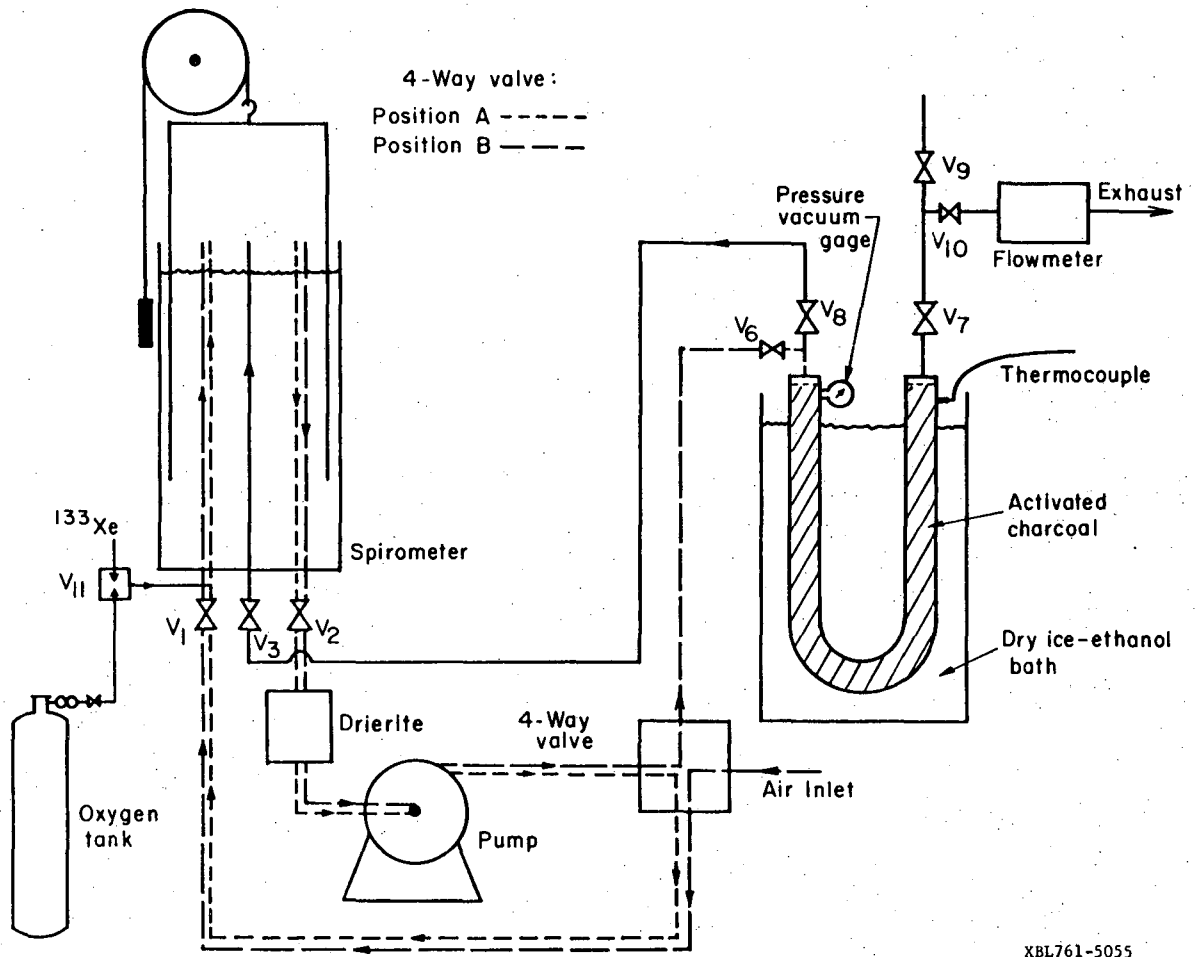 4-Way valve:
Position A
Position B
V9
Pressure
vacuum
gage
Exhaust
V10
Flowmeter
V8
V7
V6
Thermocouple
133Xe
Activated
charcoal
Spirometer
V11
V1
V3
V2
Dry ice-ethanol
bath
Drierite
4-Way
valve
Air Inlet
Oxygen
tank
Pump
XBL761-5055